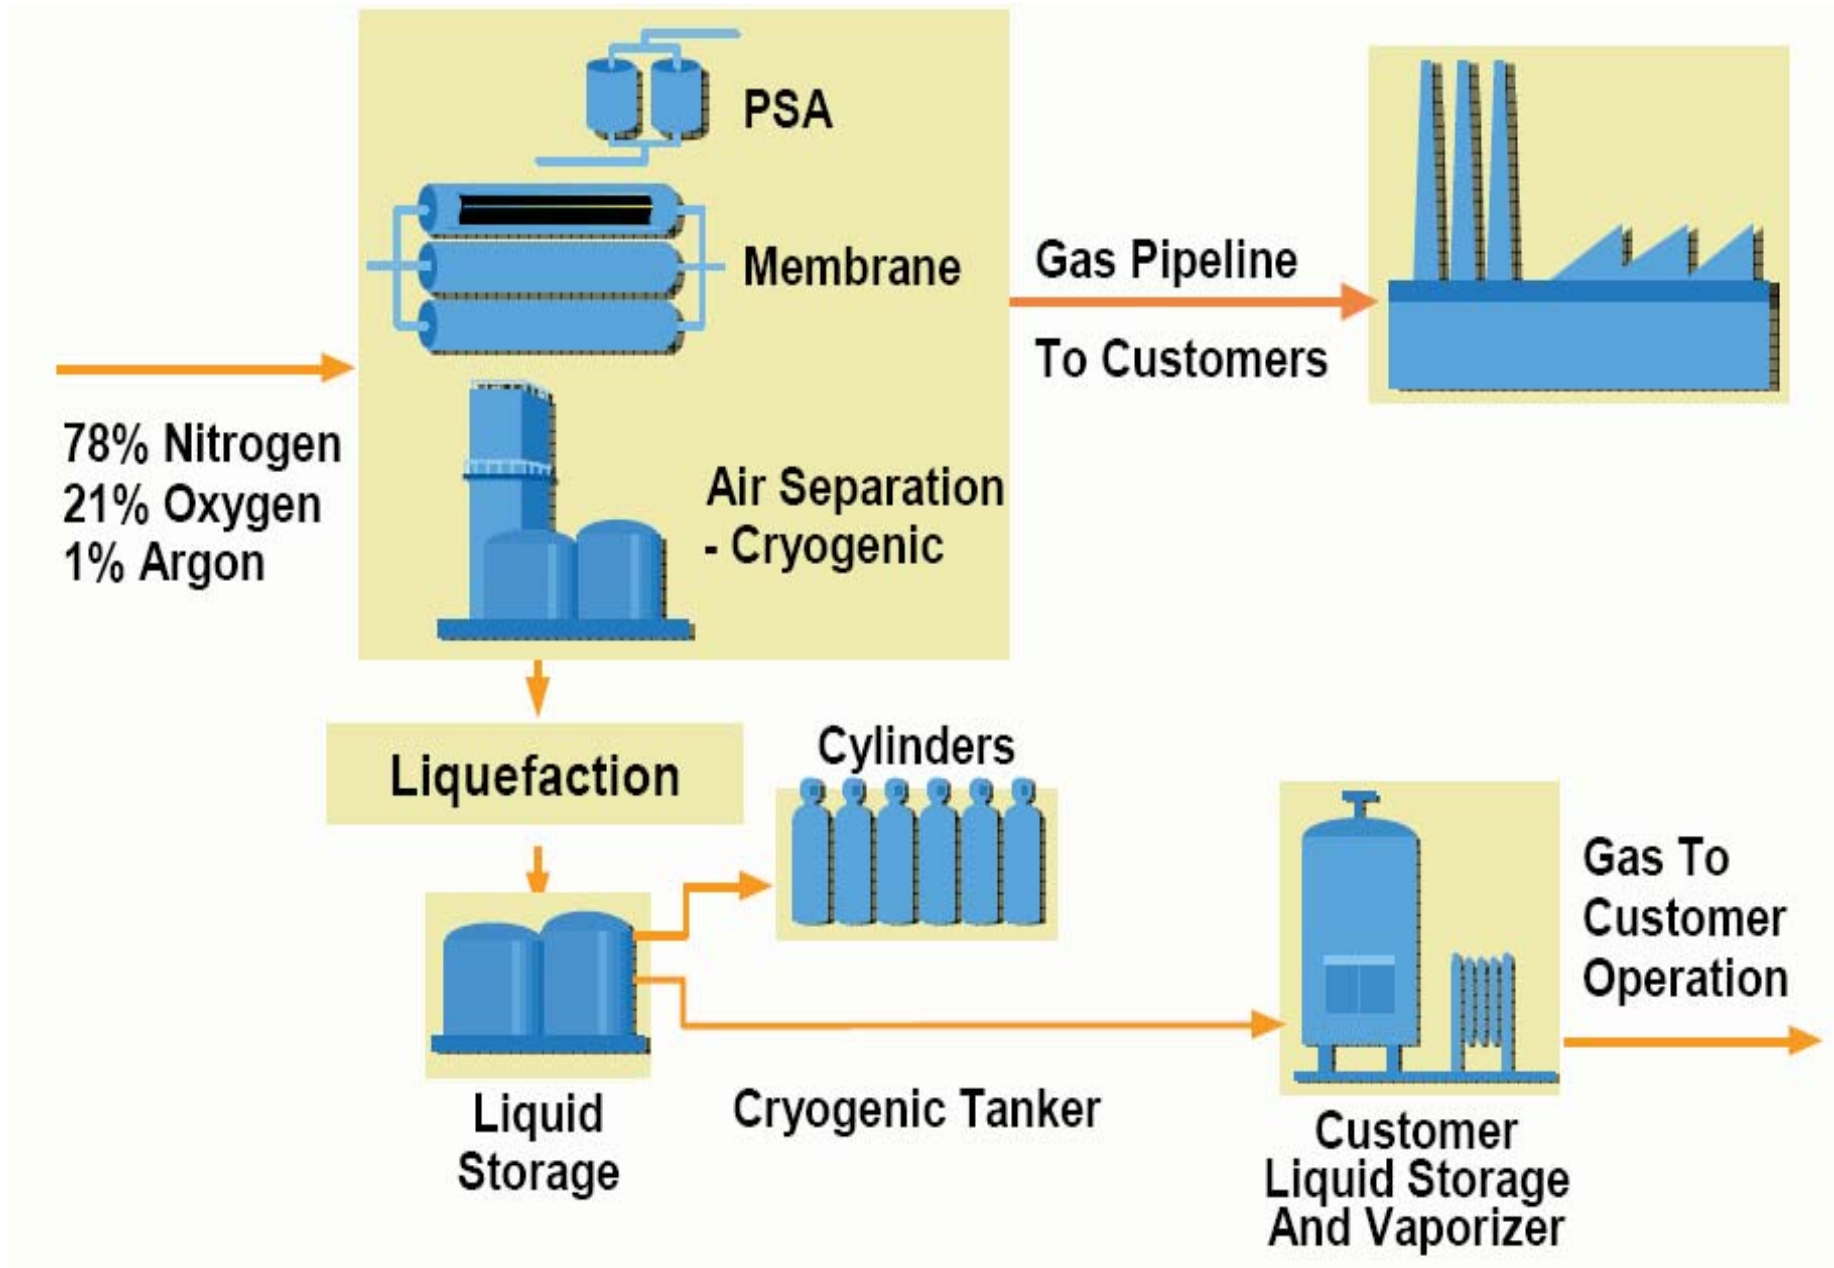 PSA
Membrane
Gas Pipeline
To Customers
78% Nitrogen
21% Oxygen
1% Argon
Air Separation
- Cryogenic
Liquefaction
Cylinders
Gas To
Customer
Operation
Liquid
Storage
Cryogenic Tanker
Customer
Liquid Storage
And Vaporizer